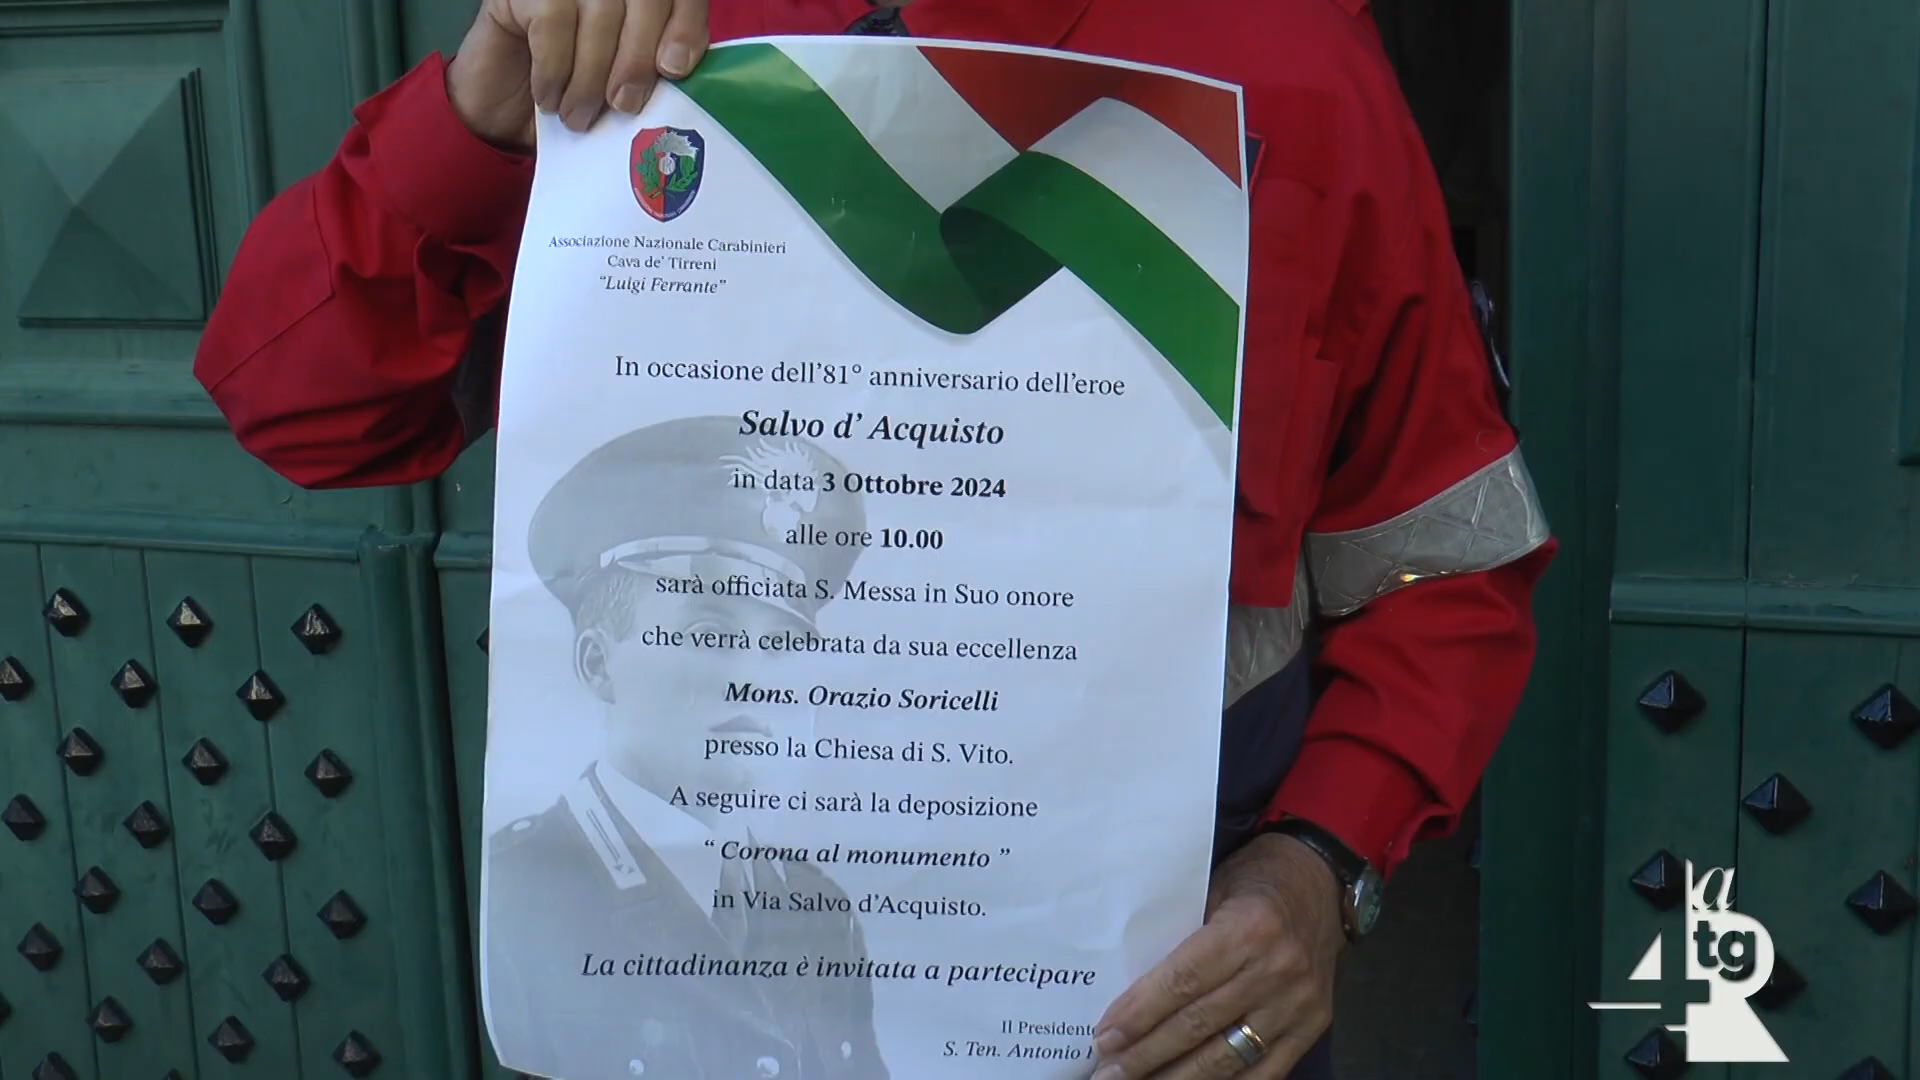 Associazione Nazionale Carabinieri
Cava de' Tirreni
"Luigi Ferrante"
In occasione dell'81° anniversario dell'eroe
Salvo d' Acquisto
in data 3 Ottobre 2024
alle ore 10.00
sarà officiata S. Messa in Suo onore
che verrà celebrata da sua eccellenza
Mons. Orazio Soricelli
presso la Chiesa di S. Vito.
A seguire ci sarà la deposizione
" Corona al monumento "
in Via Salvo d'Acquisto.
La cittadinanza è invitata a partecipare
Il Presidente
S. Ten. Antonio
4a
tg
R